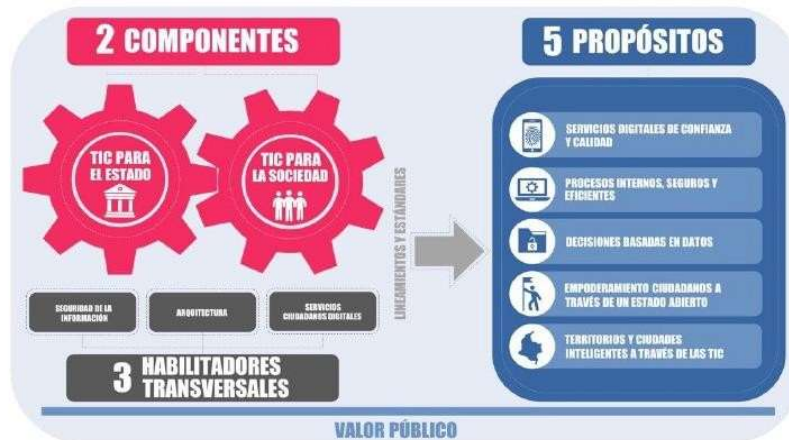 2 COMPONENTES
TIC PARA
EL ESTADO
TIC PARA
LA SOCIEDAD
SEGURIDAD DE LA
INFORMACIÓN
ARQUITECTURA
SERVICIOS
CIUDADANOS DIGITALES
3 HABILITADORES
TRANSVERSALES
LINEAMIENTOS Y ESTÁNDARES
5 PROPÓSITOS
SERVICIOS DIGITALES DE CONFIANZA
Y CALIDAD
PROCESOS INTERNOS, SEGUROS Y
EFICIENTES
DECISIONES BASADAS EN DATOS
EMPODERAMIENTO CIUDADANOS A
TRAVÉS DE UN ESTADO ABIERTO
TERRITORIOS Y CIUDADES
INTELIGENTES A TRAVÉS DE LAS TIC
VALOR PÚBLICO